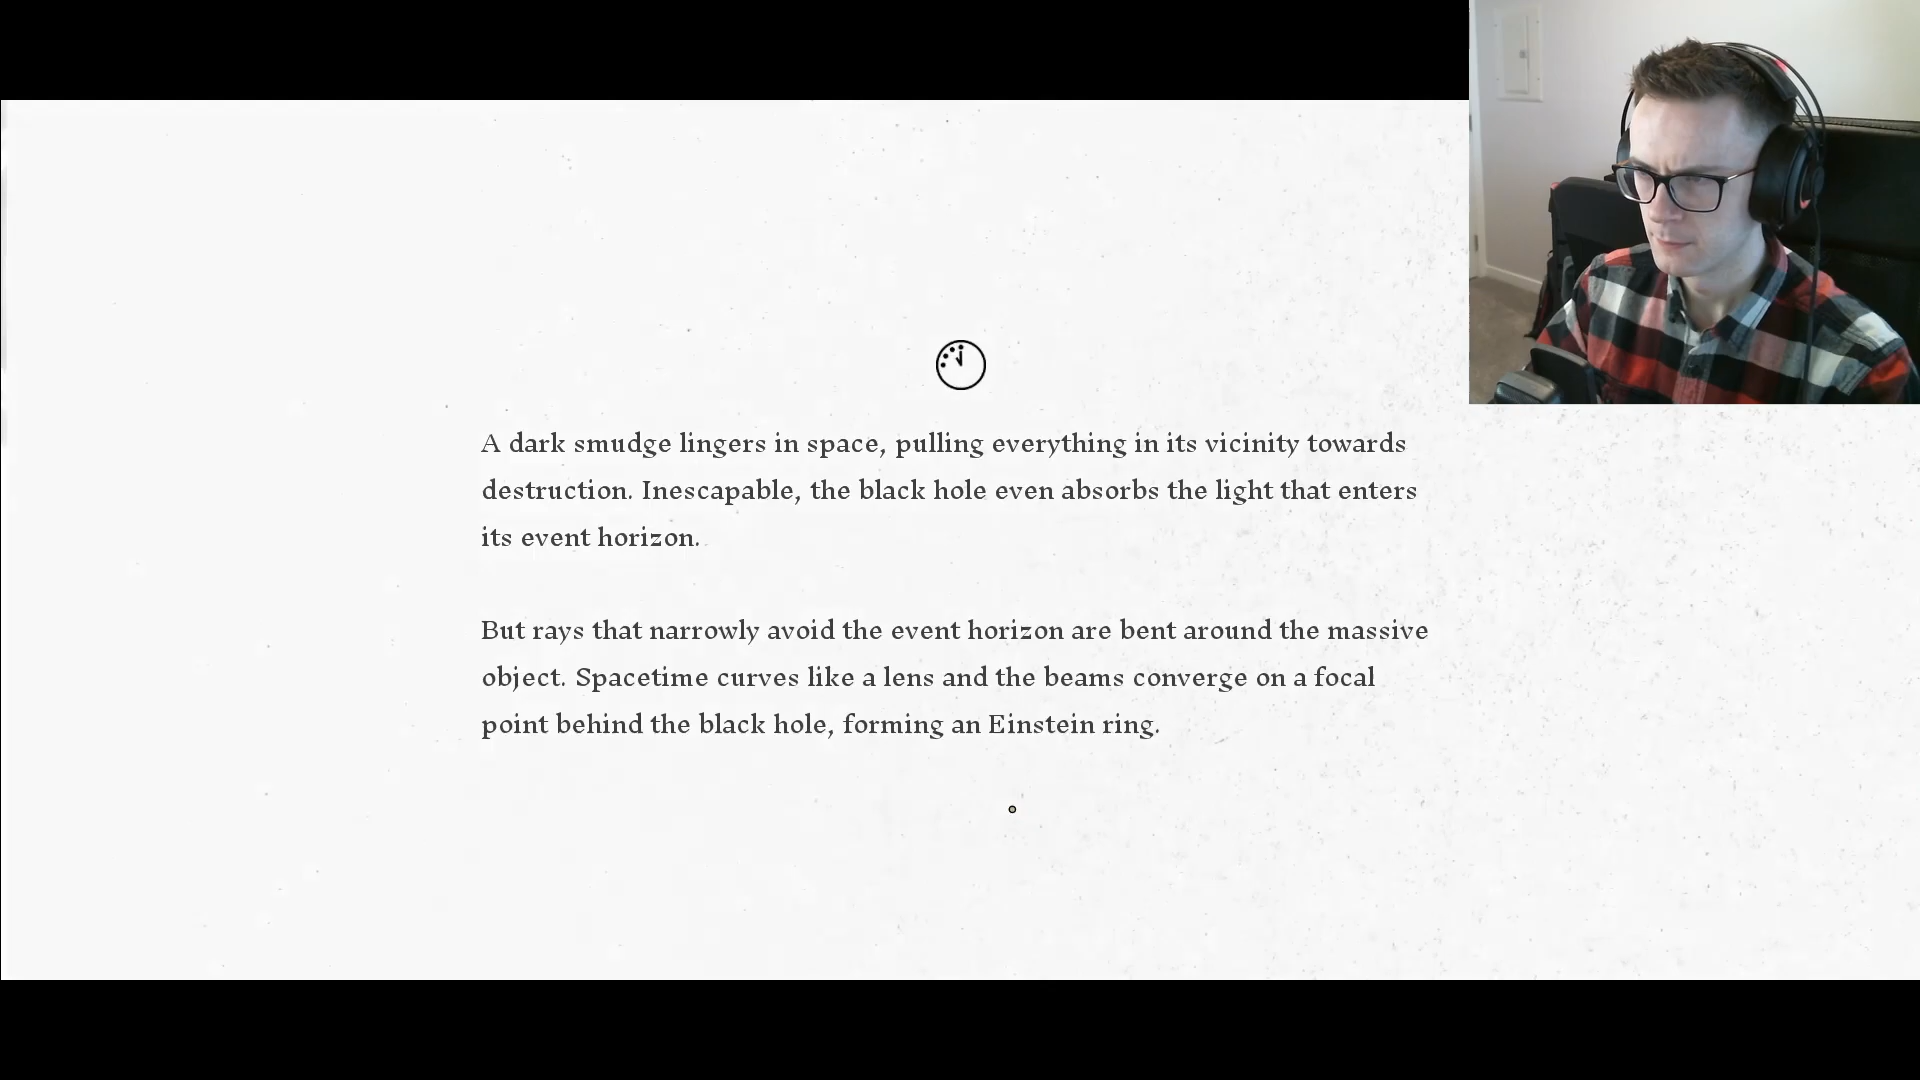 A dark smudge lingers in space, pulling everything in its vicinity towards
destruction. Inescapable, the black hole even absorbs the light that enters
its event horizon.
But rays that narrowly avoid the event horizon are bent around the massive
object. Spacetime curves like a lens and the beams converge on a focal
point behind the black hole, forming an Einstein ring.